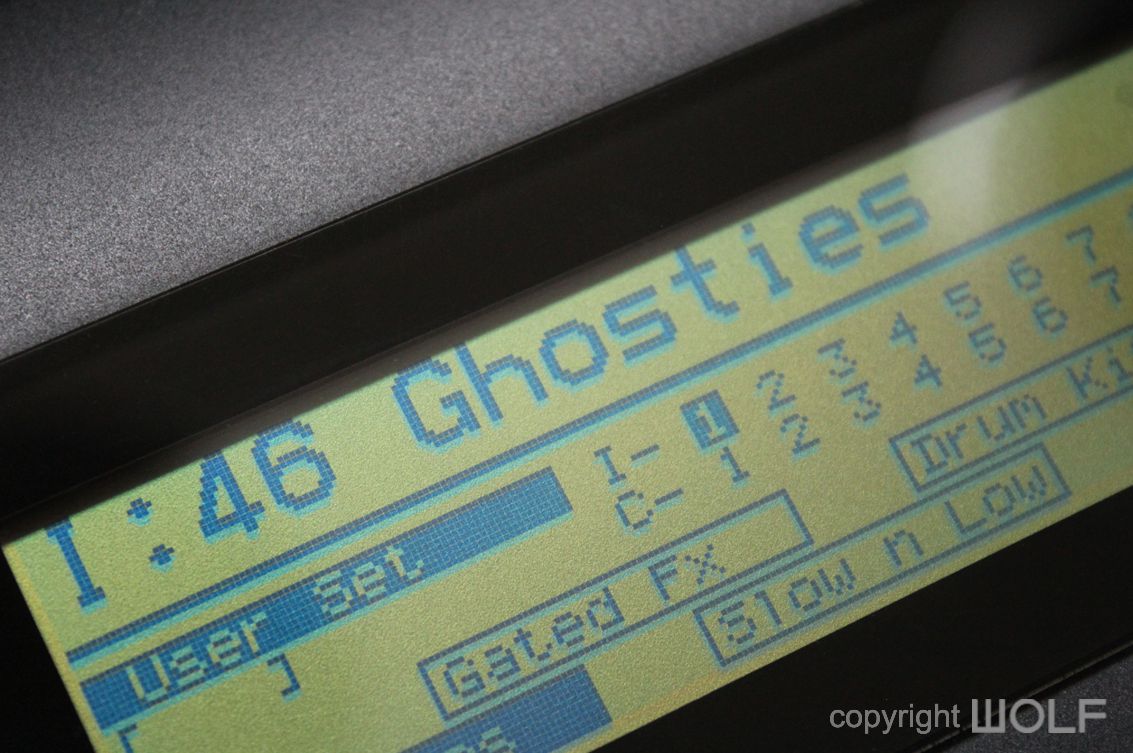 I:46 Ghosties
I- 1 2 3 4 5 6 7
C- 1 2 3 4 5 6 7
User Set
Gated FX
Drum
[ ]
Slow n Low
copyright WOLF